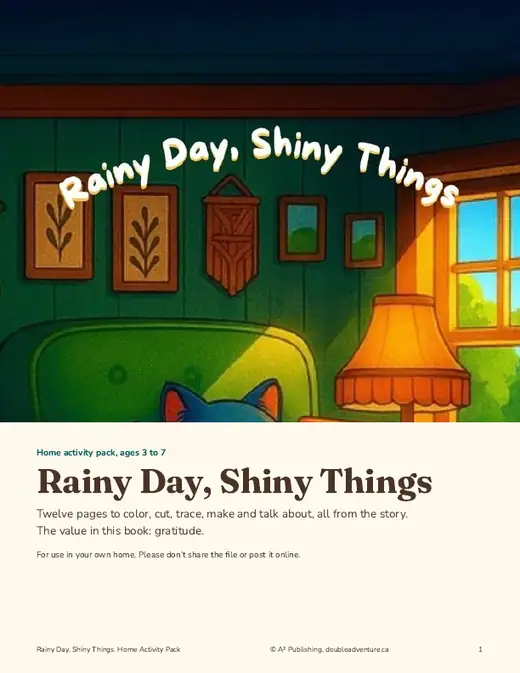 Rainy Day, Shiny Things
Home activity pack, ages 3 to 7
Rainy Day, Shiny Things
Twelve pages to color, cut, trace, make and talk about, all from the story.
The value in this book: gratitude.
For use in your own home. Please don't share the file or post it online.
Rainy Day, Shiny Things. Home Activity Pack
© A² Publishing, doubleadventure.ca
1